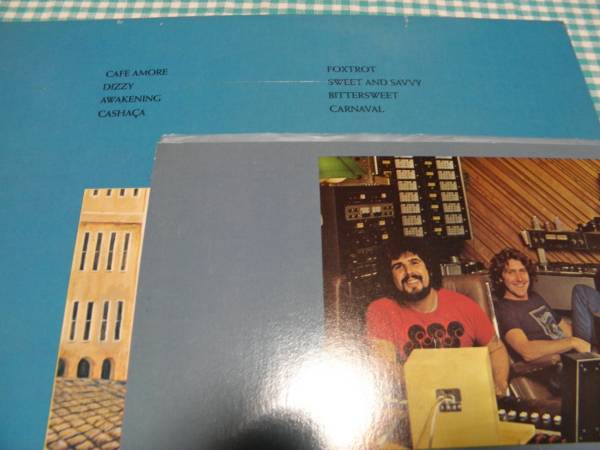 CAFE AMORE
DIZZY
AWAKENING
CASHAÇA
FOXTROT
SWEET AND SAVVY
BITTERSWEET
CARNAVAL